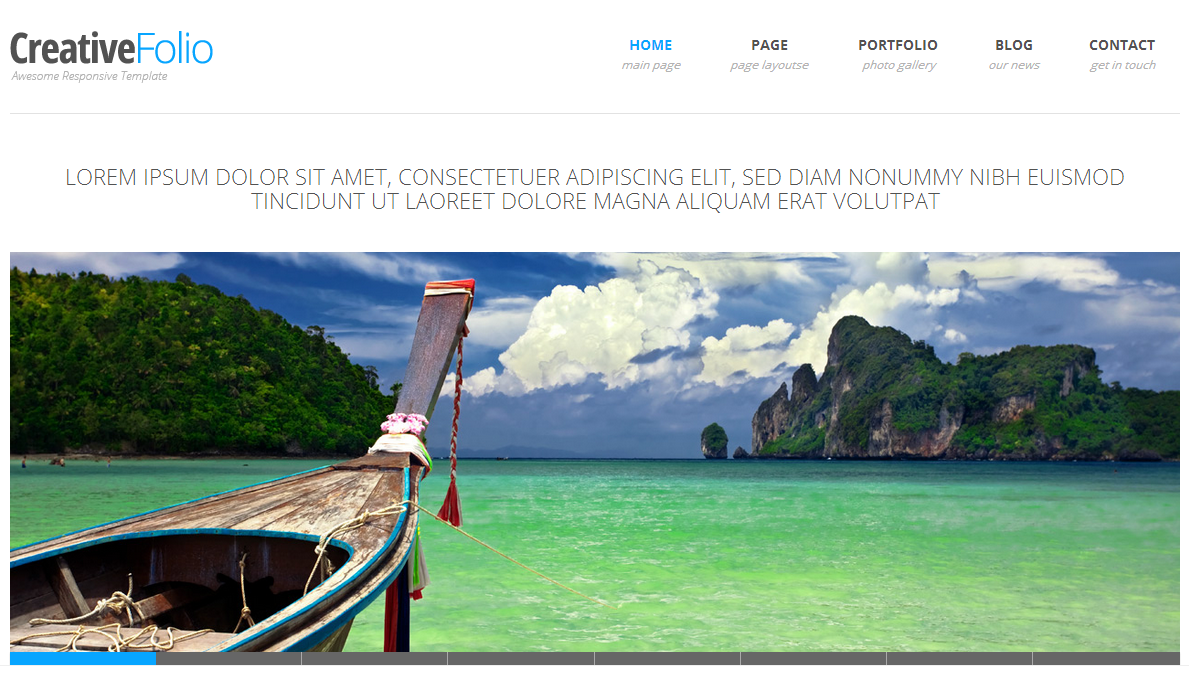 CreativeFolio
Awesome Responsive Template
HOME
main page
PAGE
page layoutse
PORTFOLIO
photo gallery
BLOG
our news
CONTACT
get in touch
LOREM IPSUM DOLOR SIT AMET, CONSECTETUER ADIPISCING ELIT, SED DIAM NONUMMY NIBH EUISMOD
TINCIDUNT UT LAOREET DOLORE MAGNA ALIQUAM ERAT VOLUTPAT